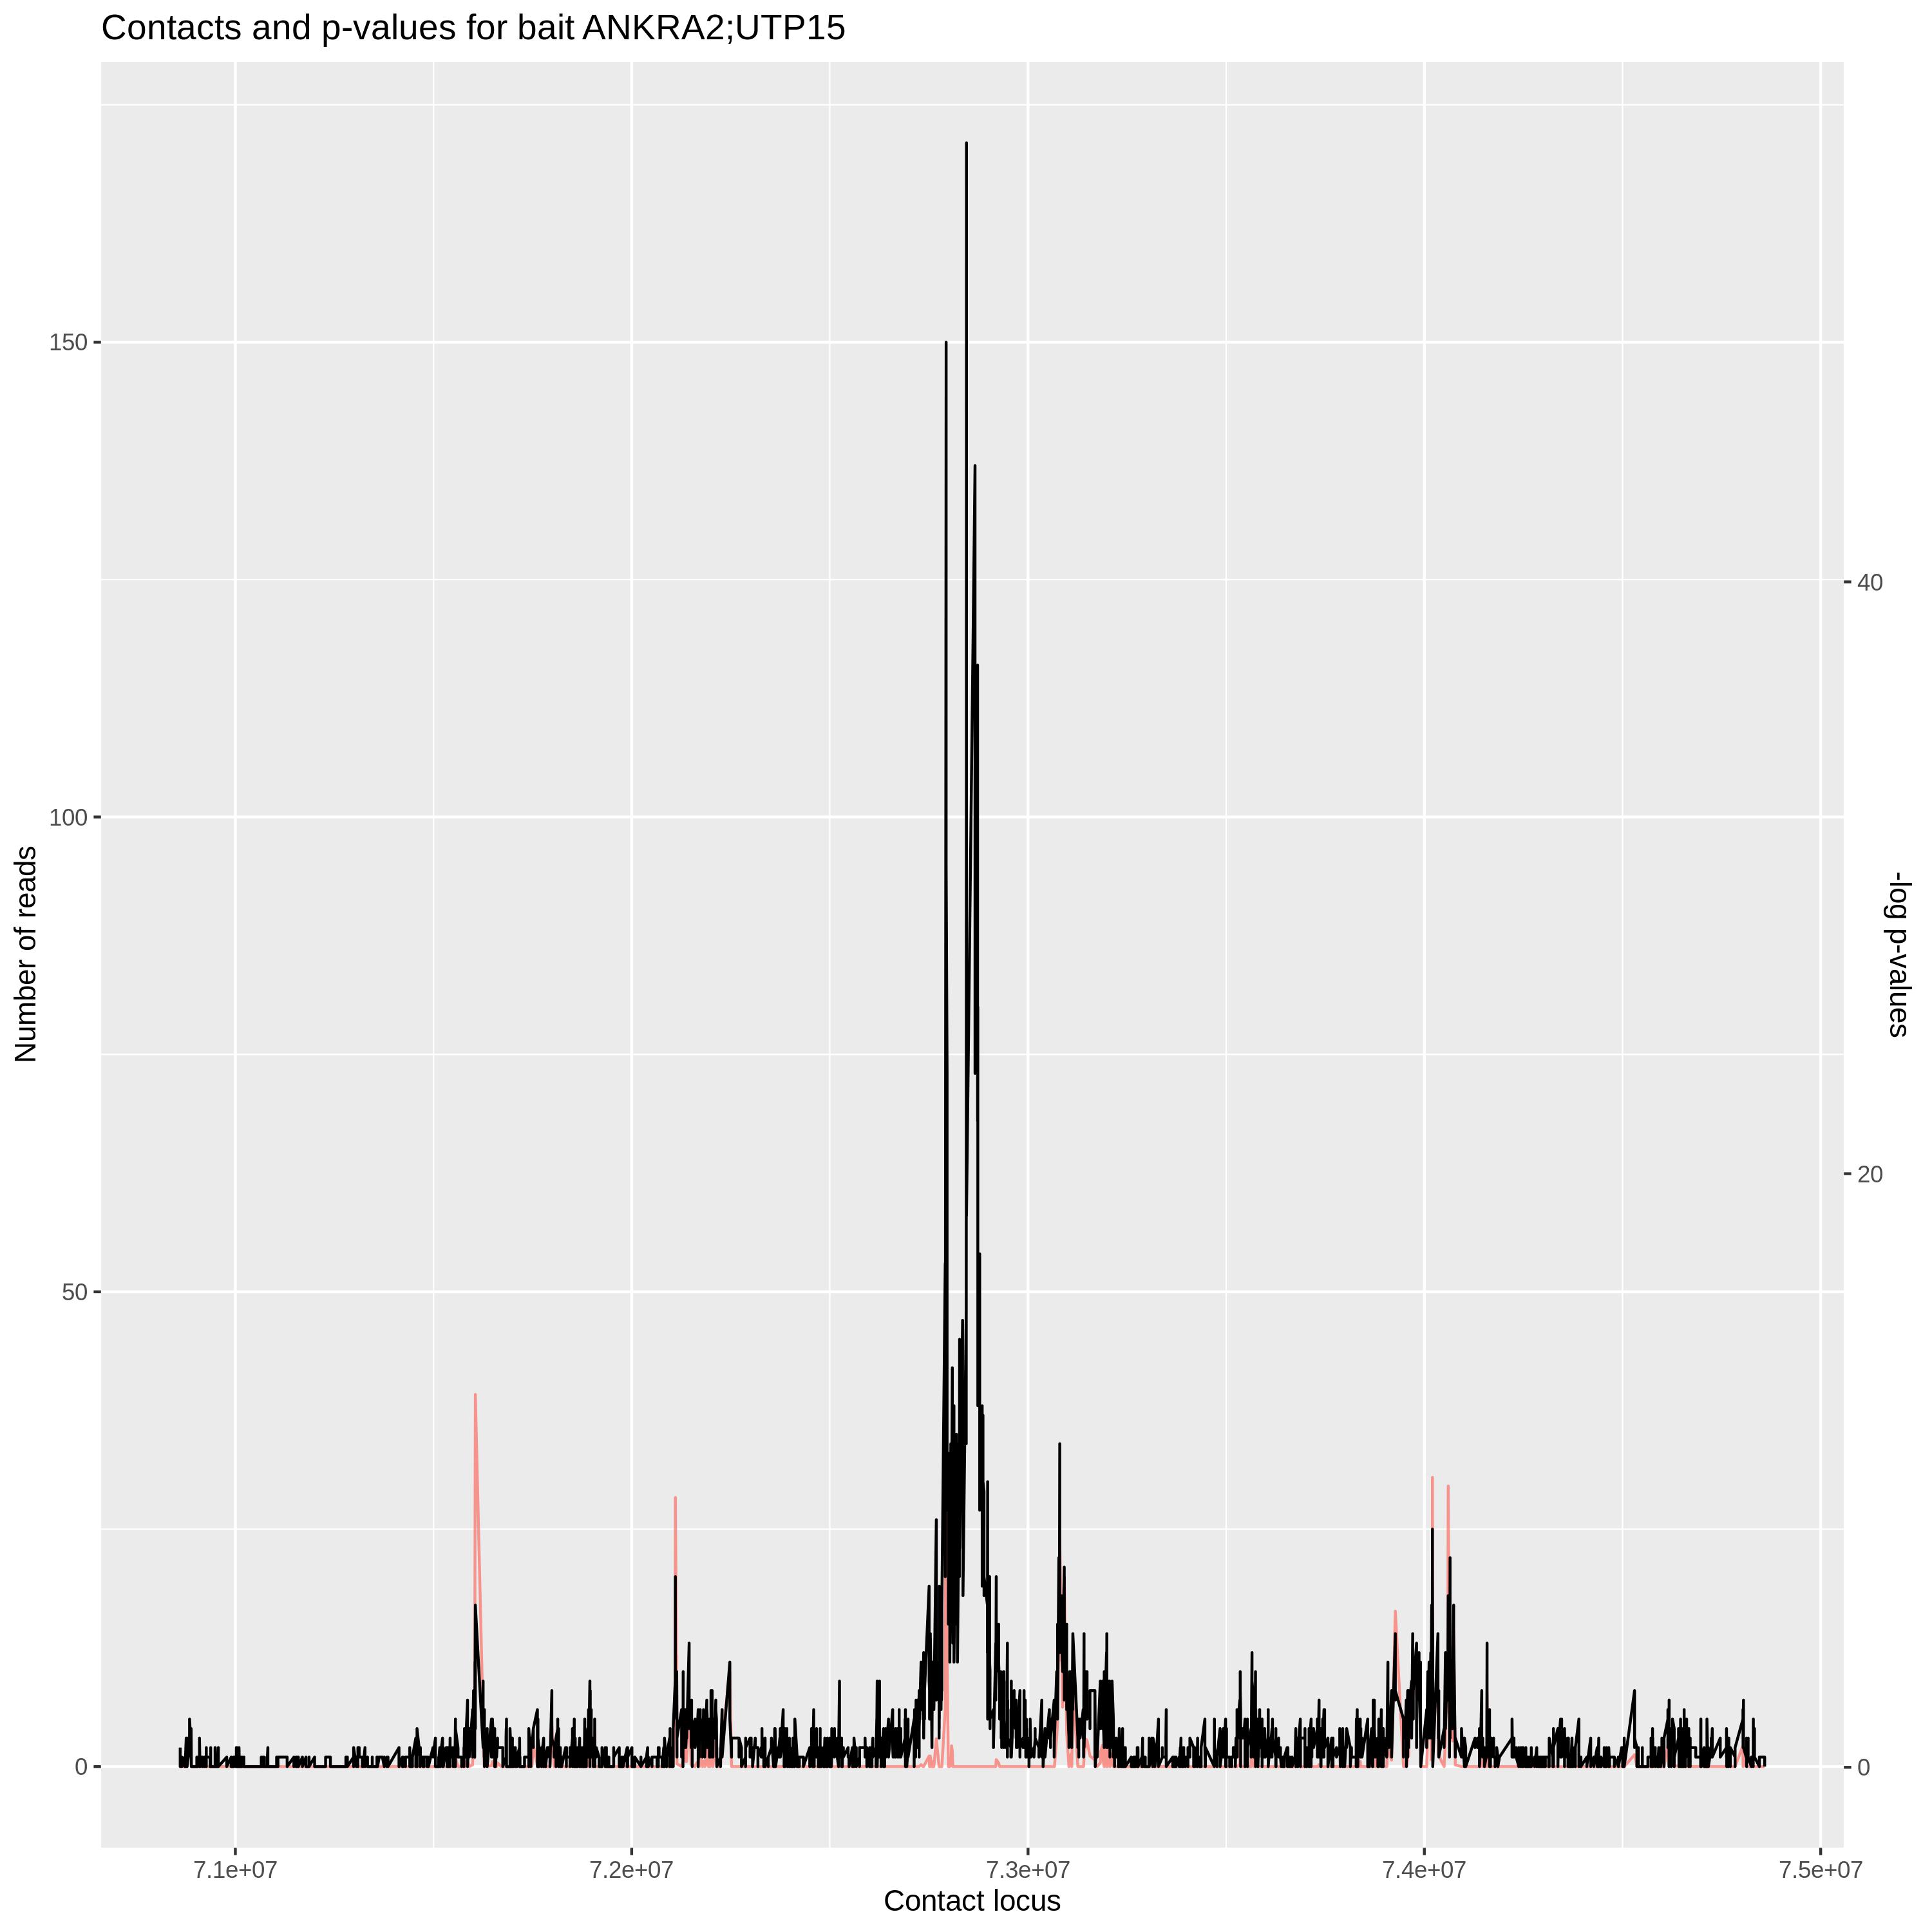 Contacts and p-values for bait ANKRA2;UTP15
150
100
50
0
Number of reads
40
20
0
-log p-values
7.1e+07 7.2e+07 7.3e+07 7.4e+07 7.5e+07
Contact locus